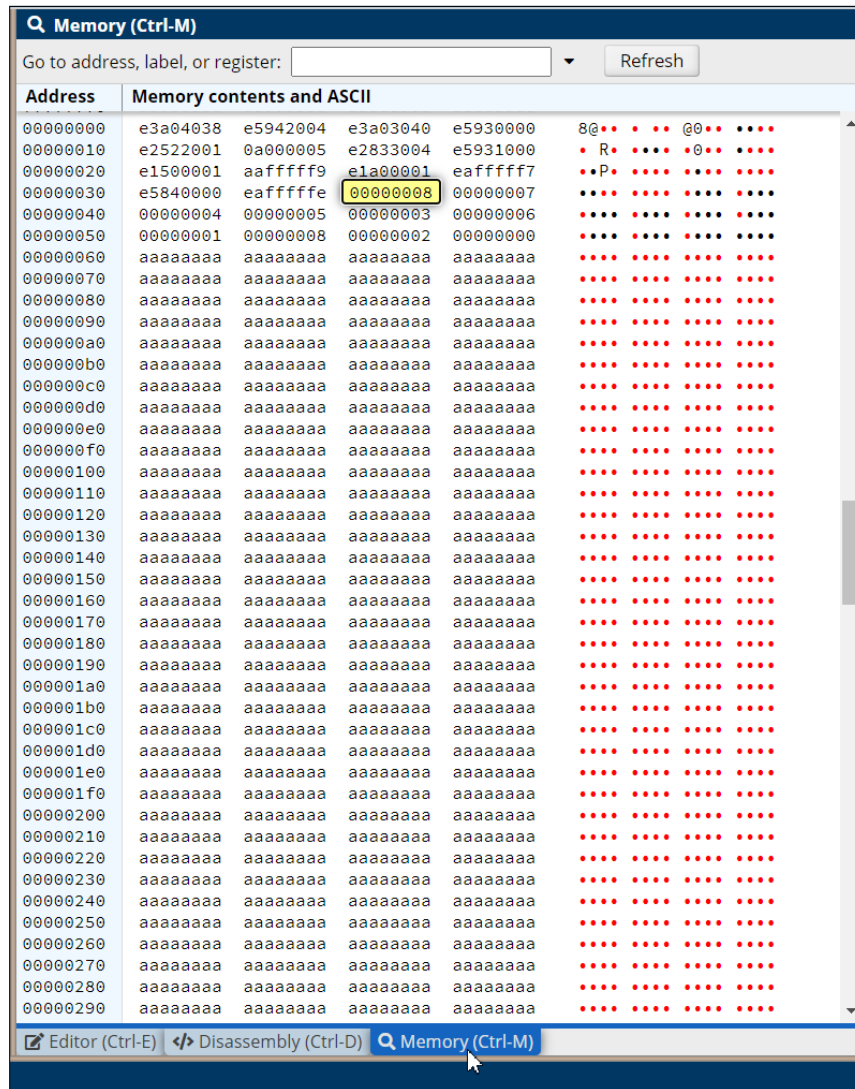 Memory (Ctrl-M)
Go to address, label, or register: Refresh
Address Memory contents and ASCII
00000000 e3a04038 e5942004 e3a03040 e5930000 8@•• • •• @0•• ••••
00000010 e2522001 0a000005 e2833004 e5931000 • R• •••• •0•• ••••
00000020 e1500001 aafffff9 e1a00001 eafffff7 ••P• •••• •••• ••••
00000030 e5840000 eafffffe 00000008 00000007 •••• •••• •••• ••••
00000040 00000004 00000005 00000003 00000006 •••• •••• •••• ••••
00000050 00000001 00000008 00000002 00000000 •••• •••• •••• ••••
00000060 aaaaaaaa aaaaaaaa aaaaaaaa aaaaaaaa •••• •••• •••• ••••
00000070 aaaaaaaa aaaaaaaa aaaaaaaa aaaaaaaa •••• •••• •••• ••••
00000080 aaaaaaaa aaaaaaaa aaaaaaaa aaaaaaaa •••• •••• •••• ••••
00000090 aaaaaaaa aaaaaaaa aaaaaaaa aaaaaaaa •••• •••• •••• ••••
000000a0 aaaaaaaa aaaaaaaa aaaaaaaa aaaaaaaa •••• •••• •••• ••••
000000b0 aaaaaaaa aaaaaaaa aaaaaaaa aaaaaaaa •••• •••• •••• ••••
000000c0 aaaaaaaa aaaaaaaa aaaaaaaa aaaaaaaa •••• •••• •••• ••••
000000d0 aaaaaaaa aaaaaaaa aaaaaaaa aaaaaaaa •••• •••• •••• ••••
000000e0 aaaaaaaa aaaaaaaa aaaaaaaa aaaaaaaa •••• •••• •••• ••••
000000f0 aaaaaaaa aaaaaaaa aaaaaaaa aaaaaaaa •••• •••• •••• ••••
00000100 aaaaaaaa aaaaaaaa aaaaaaaa aaaaaaaa •••• •••• •••• ••••
00000110 aaaaaaaa aaaaaaaa aaaaaaaa aaaaaaaa •••• •••• •••• ••••
00000120 aaaaaaaa aaaaaaaa aaaaaaaa aaaaaaaa •••• •••• •••• ••••
00000130 aaaaaaaa aaaaaaaa aaaaaaaa aaaaaaaa •••• •••• •••• ••••
00000140 aaaaaaaa aaaaaaaa aaaaaaaa aaaaaaaa •••• •••• •••• ••••
00000150 aaaaaaaa aaaaaaaa aaaaaaaa aaaaaaaa •••• •••• •••• ••••
00000160 aaaaaaaa aaaaaaaa aaaaaaaa aaaaaaaa •••• •••• •••• ••••
00000170 aaaaaaaa aaaaaaaa aaaaaaaa aaaaaaaa •••• •••• •••• ••••
00000180 aaaaaaaa aaaaaaaa aaaaaaaa aaaaaaaa •••• •••• •••• ••••
00000190 aaaaaaaa aaaaaaaa aaaaaaaa aaaaaaaa •••• •••• •••• ••••
000001a0 aaaaaaaa aaaaaaaa aaaaaaaa aaaaaaaa •••• •••• •••• ••••
000001b0 aaaaaaaa aaaaaaaa aaaaaaaa aaaaaaaa •••• •••• •••• ••••
000001c0 aaaaaaaa aaaaaaaa aaaaaaaa aaaaaaaa •••• •••• •••• ••••
000001d0 aaaaaaaa aaaaaaaa aaaaaaaa aaaaaaaa •••• •••• •••• ••••
000001e0 aaaaaaaa aaaaaaaa aaaaaaaa aaaaaaaa •••• •••• •••• ••••
000001f0 aaaaaaaa aaaaaaaa aaaaaaaa aaaaaaaa •••• •••• •••• ••••
00000200 aaaaaaaa aaaaaaaa aaaaaaaa aaaaaaaa •••• •••• •••• ••••
00000210 aaaaaaaa aaaaaaaa aaaaaaaa aaaaaaaa •••• •••• •••• ••••
00000220 aaaaaaaa aaaaaaaa aaaaaaaa aaaaaaaa •••• •••• •••• ••••
00000230 aaaaaaaa aaaaaaaa aaaaaaaa aaaaaaaa •••• •••• •••• ••••
00000240 aaaaaaaa aaaaaaaa aaaaaaaa aaaaaaaa •••• •••• •••• ••••
00000250 aaaaaaaa aaaaaaaa aaaaaaaa aaaaaaaa •••• •••• •••• ••••
00000260 aaaaaaaa aaaaaaaa aaaaaaaa aaaaaaaa •••• •••• •••• ••••
00000270 aaaaaaaa aaaaaaaa aaaaaaaa aaaaaaaa •••• •••• •••• ••••
00000280 aaaaaaaa aaaaaaaa aaaaaaaa aaaaaaaa •••• •••• •••• ••••
00000290 aaaaaaaa aaaaaaaa aaaaaaaa aaaaaaaa •••• •••• •••• ••••
Editor (Ctrl-E) </> Disassembly (Ctrl-D) Memory (Ctrl-M)